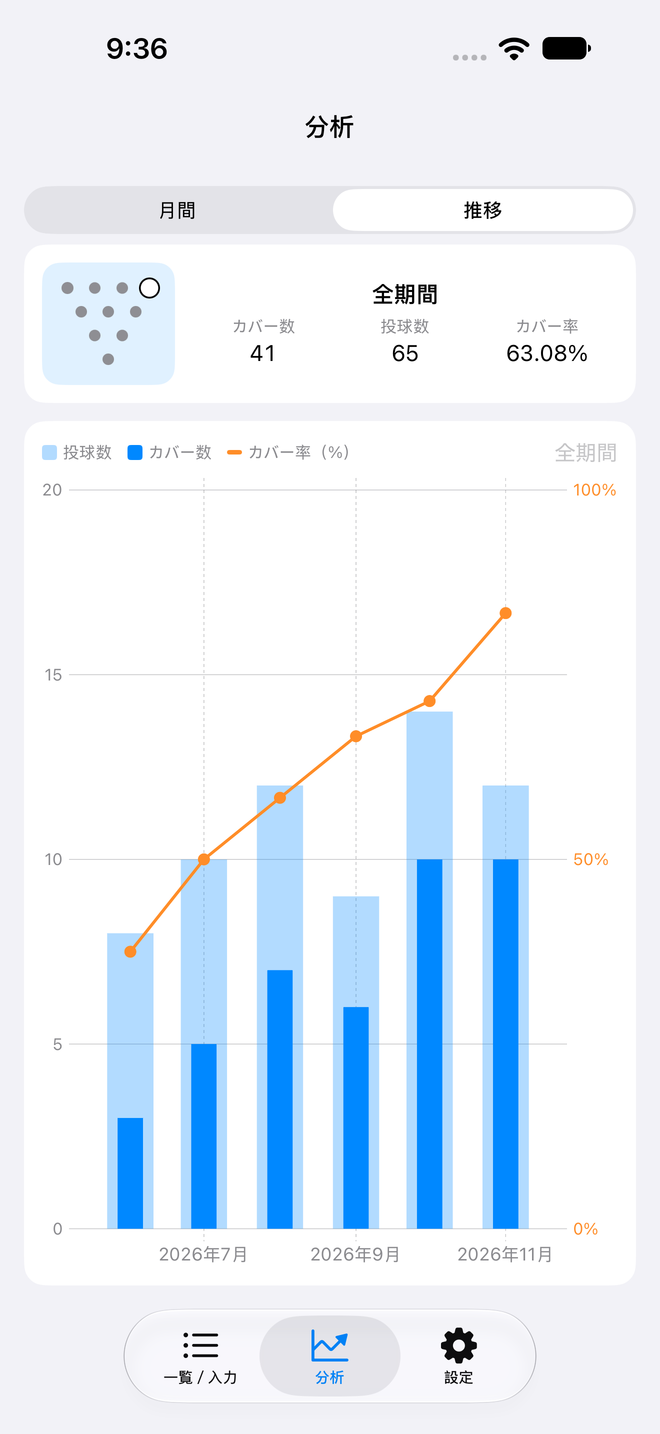 9:36
分析
月間 推移
全期間
カバー数 投球数 カバー率
41 65 63.08%
投球数 カバー数 カバー率 (%) 全期間
20 100%
15
10 50%
5
0 0%
2026年7月 2026年9月 2026年11月
一覧 / 入力 分析 設定